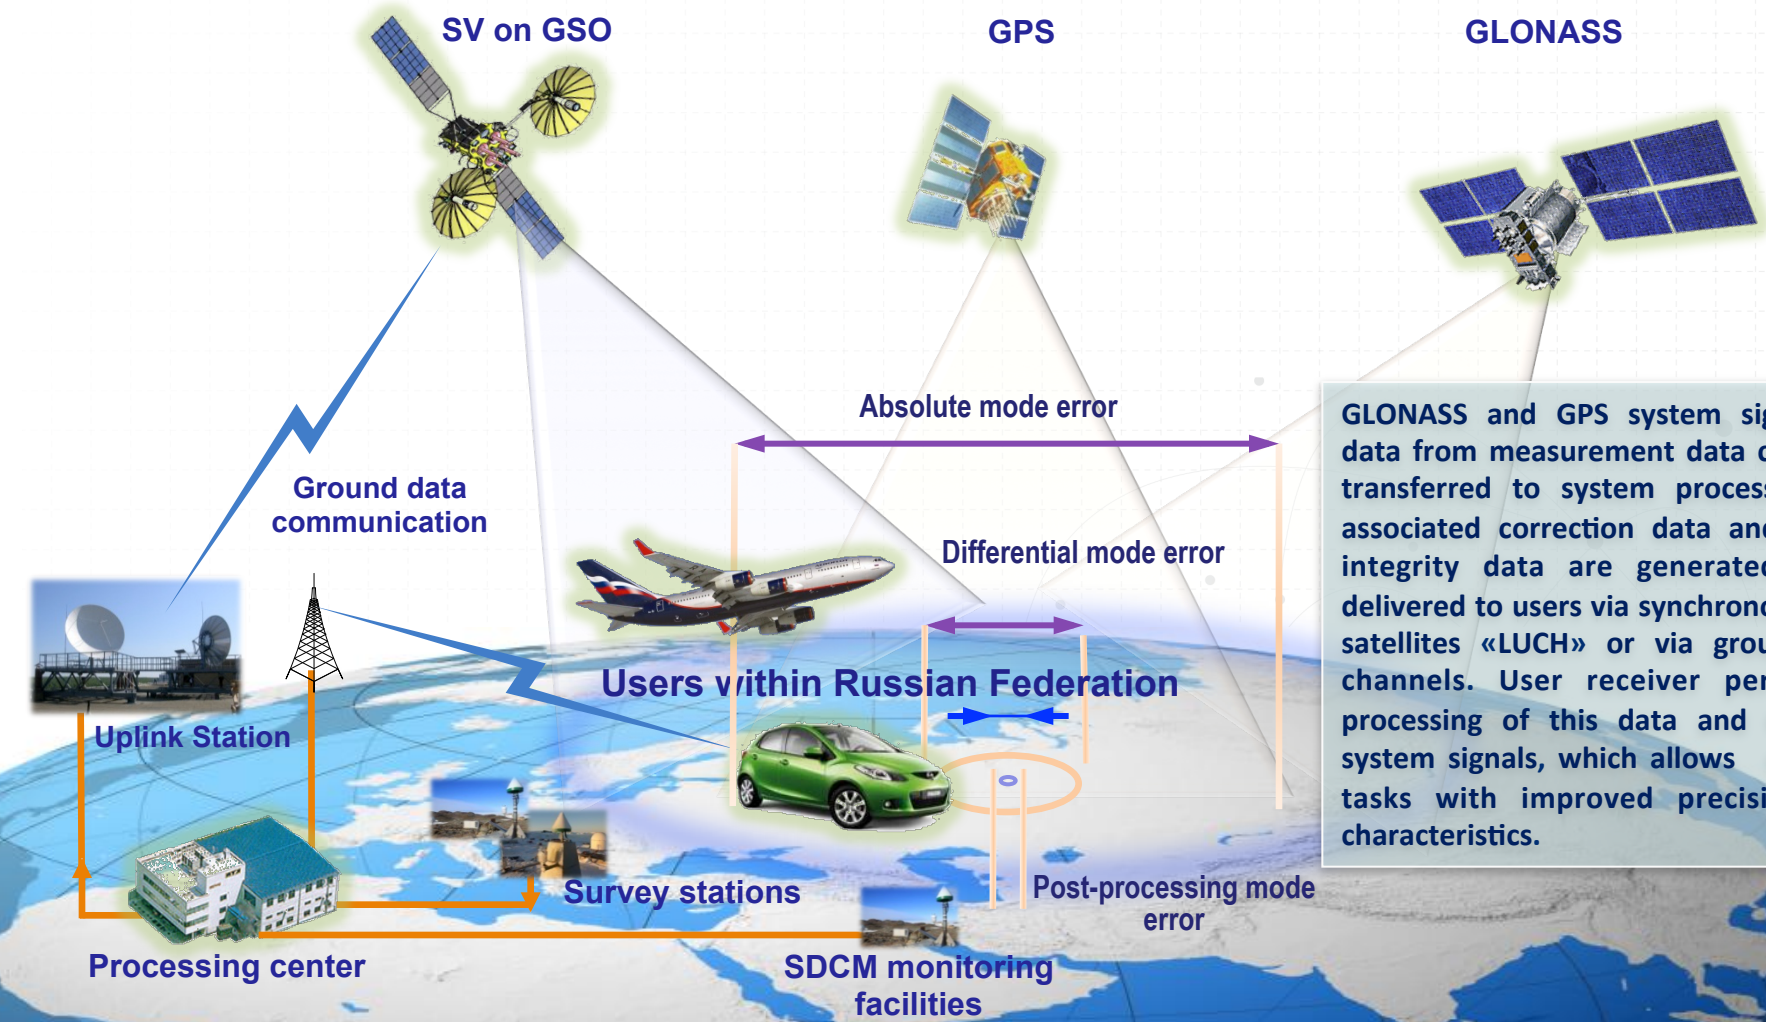 SV on GSO
GPS
GLONASS
Absolute mode error
Ground data
communication
Differential mode error
Users within Russian Federation
Uplink Station
Survey stations
Post-processing mode
error
Processing center
SDCM monitoring
facilities
GLONASS and GPS system
data from measurement data
transferred to system
associated correction data
integrity data are
delivered to users via
satellites «LUCH» or via
channels. User receiver
processing of this data and
system signals, which allows
tasks with improved
characteristics.